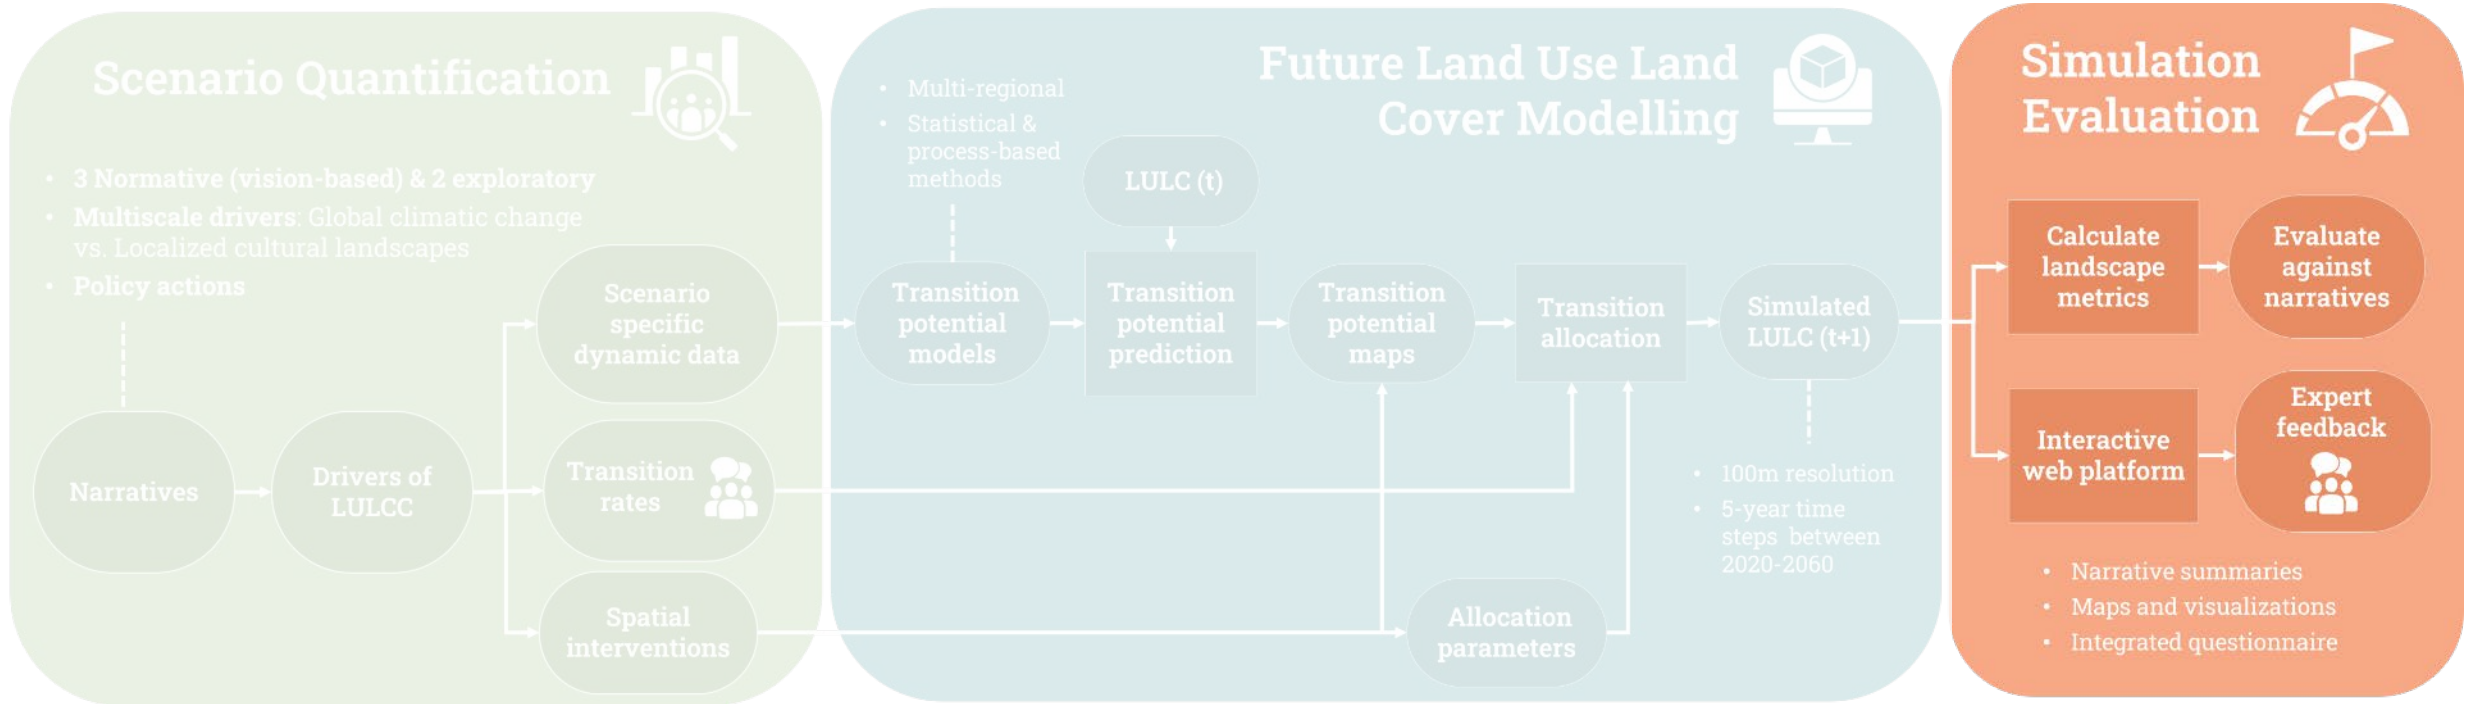 Scenario Quantification
• 3 Normative (vision-based) & 2 exploratory
• Multiscale drivers: Global climatic change
vs. Localized cultural landscapes
• Policy actions
Narratives
Drivers of
LULCC
Scenario
specific
dynamic data
Transition
rates
Spatial
interventions
Future Land Use Land
Cover Modelling
• Multi-regional
• Statistical &
process-based
methods
LULC (t)
Transition
potential
models
Transition
potential
prediction
Transition
potential
maps
Transition
allocation
Simulated
LULC (t+1)
• 100m resolution
• 5-year time
steps between
2020-2060
Allocation
parameters
Simulation
Evaluation
Calculate
landscape
metrics
Evaluate
against
narratives
Interactive
web platform
Expert
feedback
• Narrative summaries
• Maps and visualizations
• Integrated questionnaire